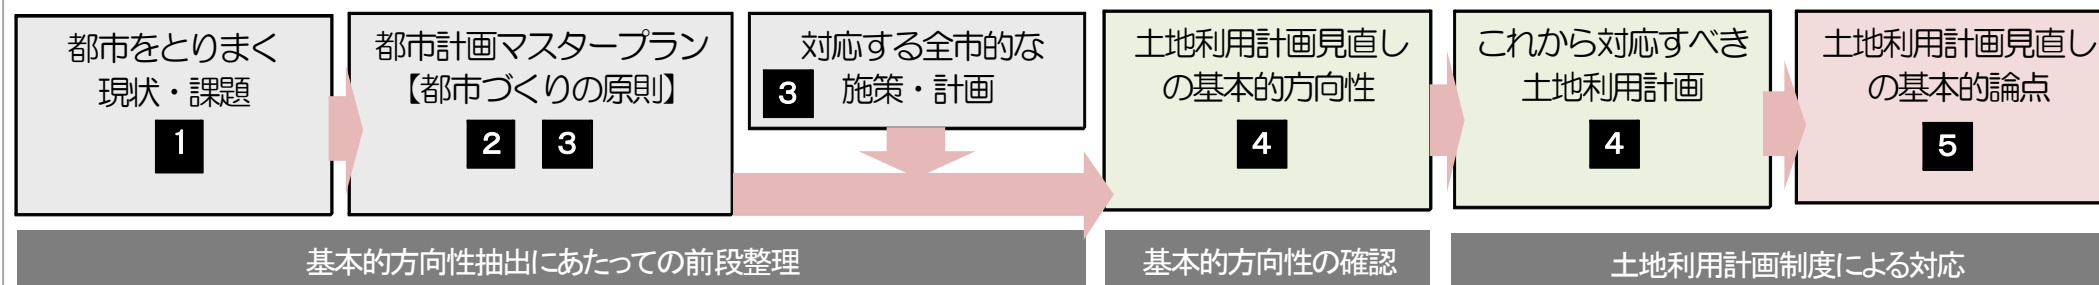 都市をとりまく
現状・課題
1
都市計画マスタープラン
【都市づくりの原則】
2 3
対応する全市的な
3 施策・計画
土地利用計画見直し
の基本的方向性
4
これから対応すべき
土地利用計画
4
土地利用計画見直し
の基本的論点
5
基本的方向性抽出にあたっての前段整理
基本的方向性の確認
土地利用計画制度による対応